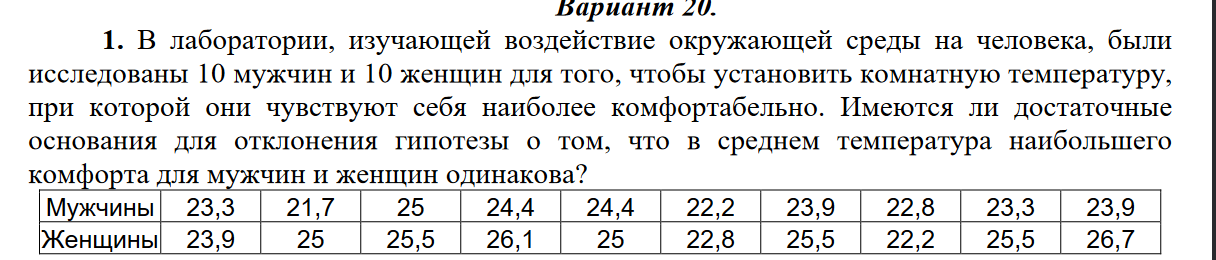 Вариант 20.
1. В лаборатории, изучающей воздействие окружающей среды на человека, были
исследованы 10 мужчин и 10 женщин для того, чтобы установить комнатную температуру,
при которой они чувствуют себя наиболее комфортабельно. Имеются ли достаточные
основания для отклонения гипотезы о том, что в среднем температура наибольшего
комфорта для мужчин и женщин одинакова?
Мужчины 23,3 21,7 25 24,4 24,4 22,2 23,9 22,8 23,3 23,9
Женщины 23,9 25 25,5 26,1 25 22,8 25,5 22,2 25,5 26,7